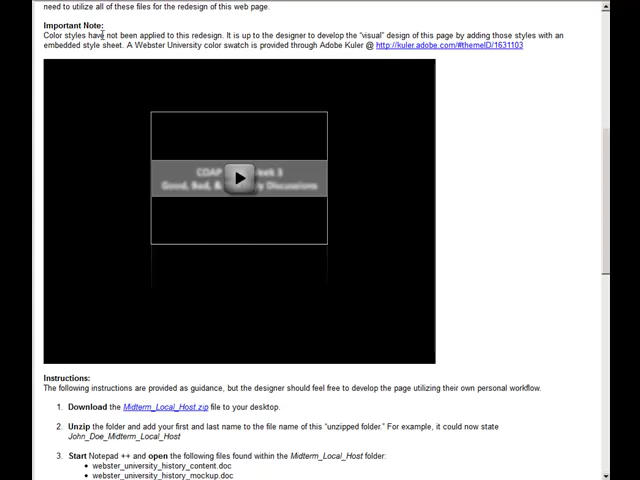 need to utilize all of these files for the redesign of this web page.
Important Note:
Color styles have not been applied to this redesign. It is up to the designer to develop the "visual" design of this page by adding those styles with an
embedded style sheet. A Webster University color swatch is provided through Adobe Kuler @ http://kuler.adobe.com/#themeID/1631103
COAP eek 3
Good, Bad, & y Discussions
Instructions:
The following instructions are provided as guidance, but the designer should feel free to develop the page utilizing their own personal workflow.
1. Download the Midterm_Local_Host.zip file to your desktop.
2. Unzip the folder and add your first and last name to the file name of this "unzipped folder." For example, it could now state
John_Doe_Midterm_Local_Host
3. Start Notepad ++ and open the following files found within the Midterm_Local_Host folder:
• webster_university_history_content.doc
• webster_university_history_mockup.doc